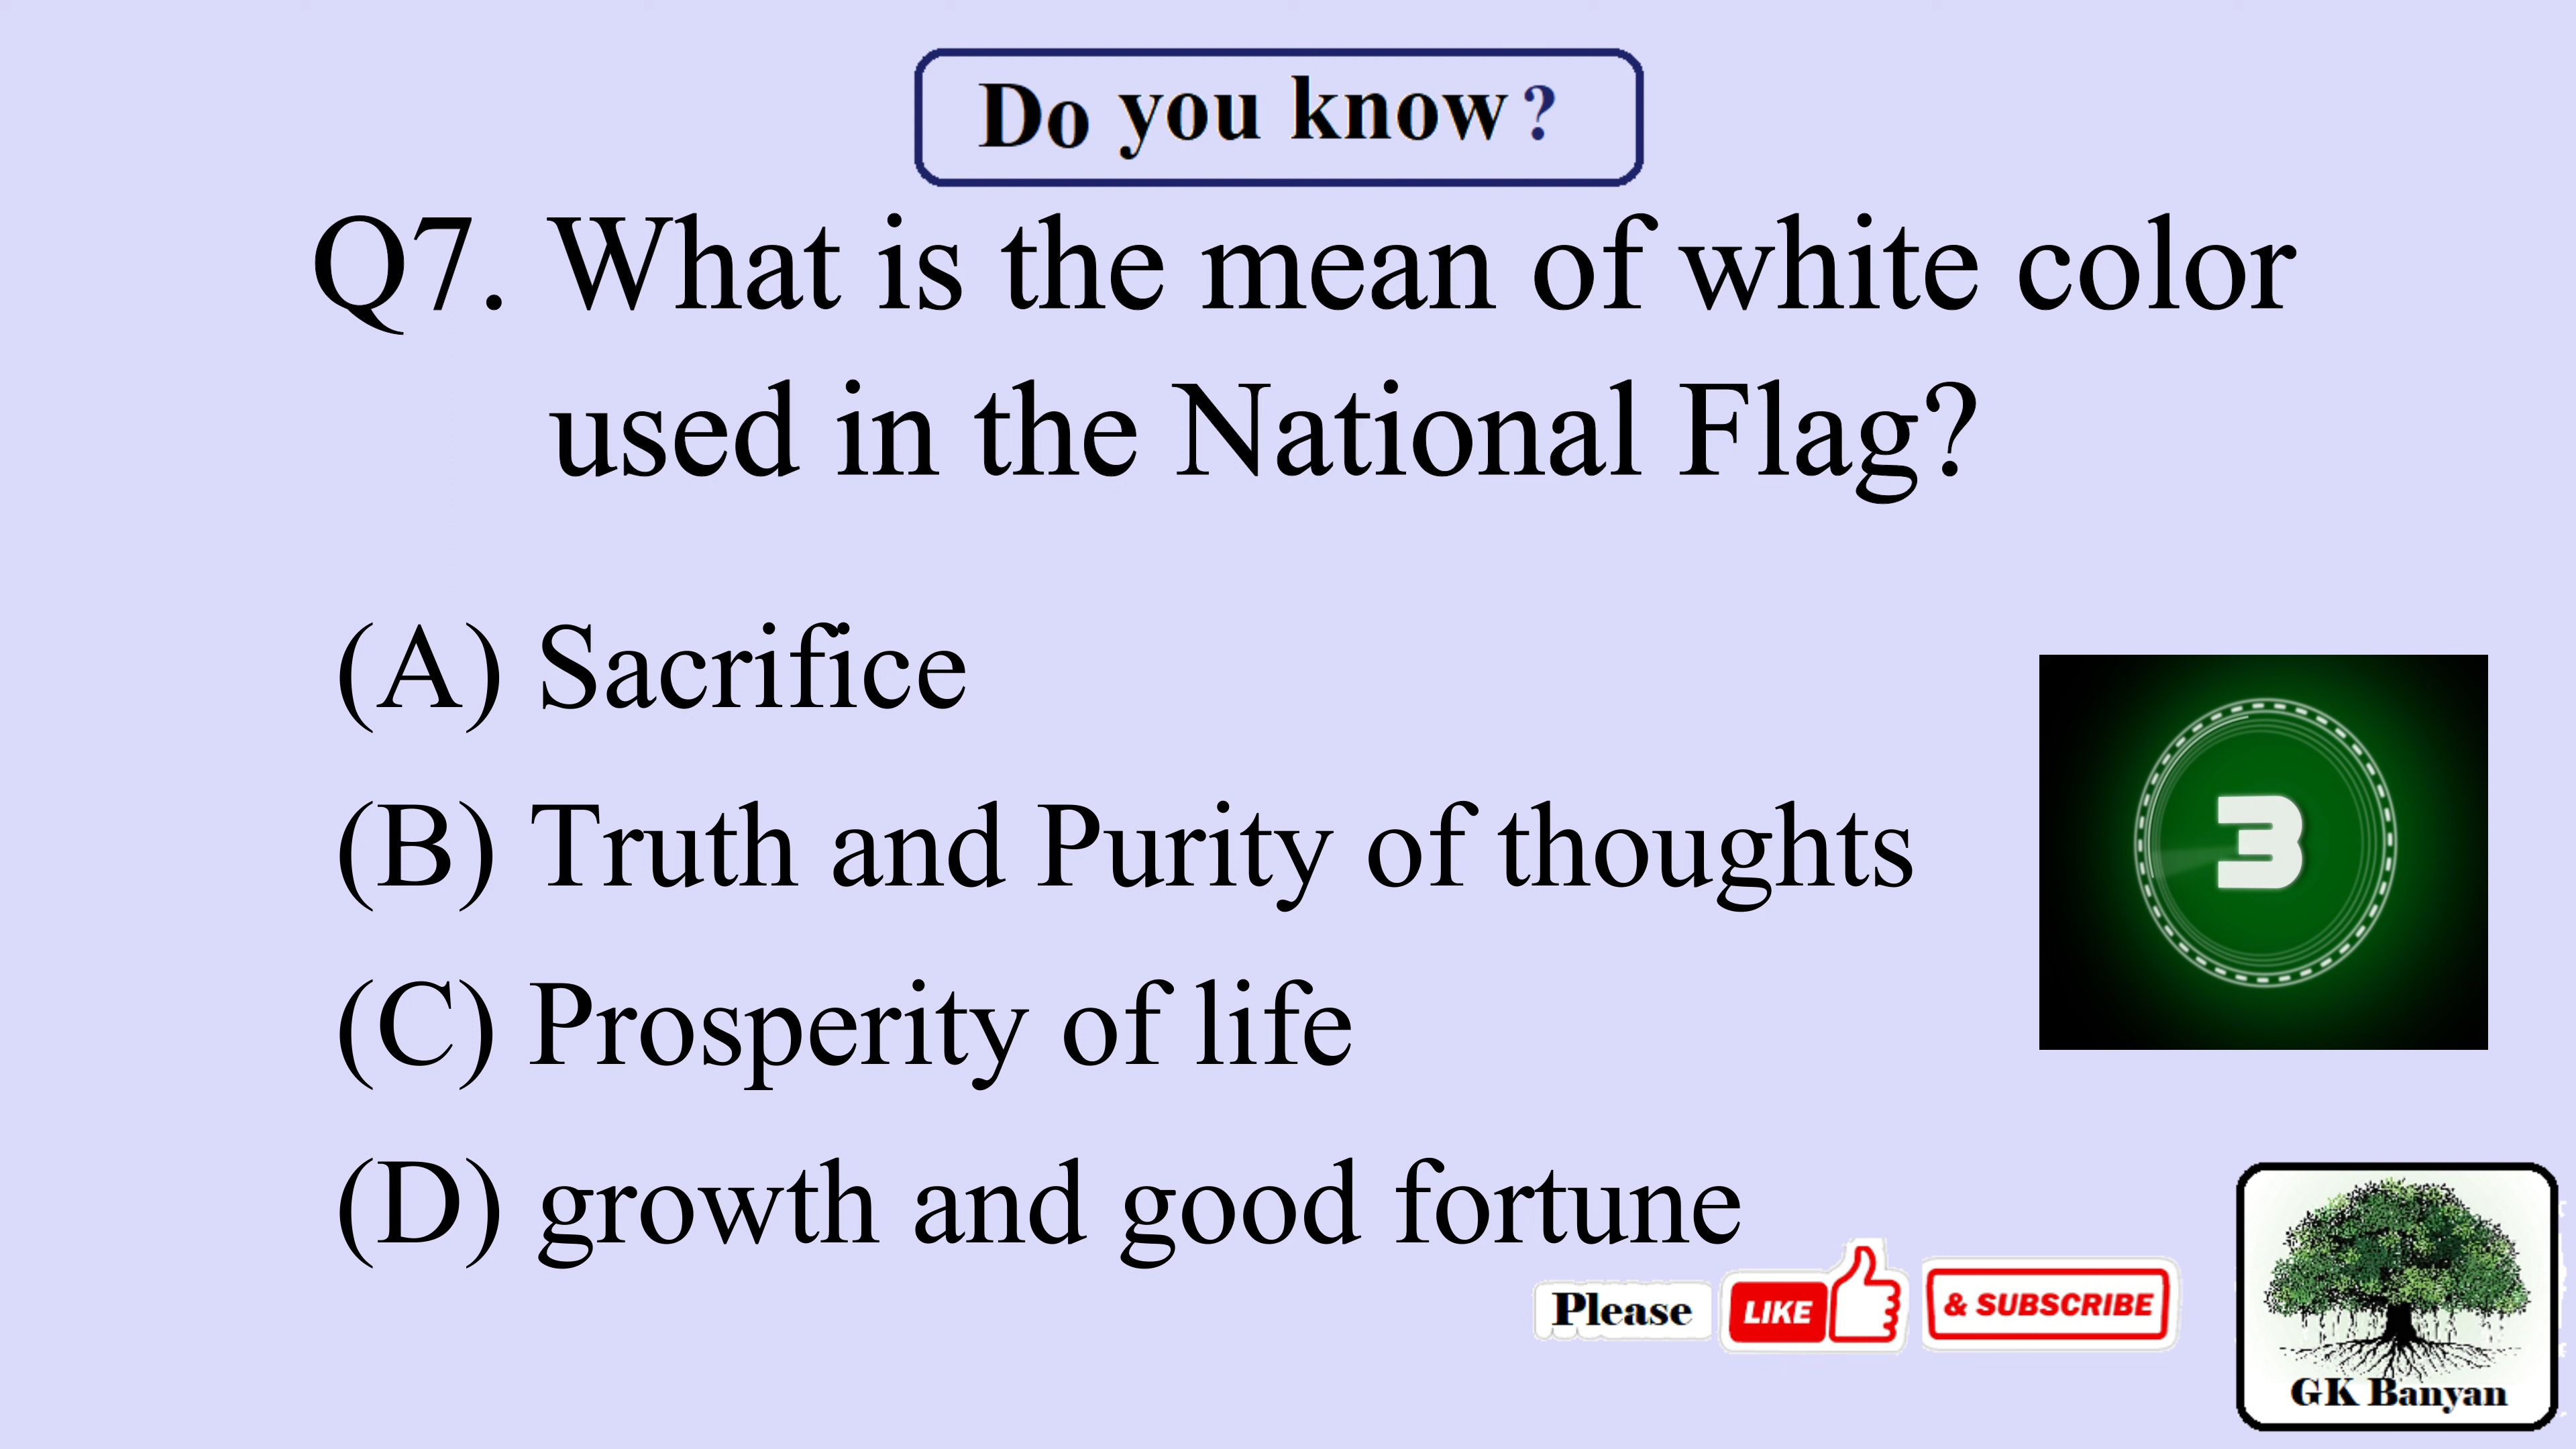 Do you know?
Q7. What is the mean of white color
used in the National Flag?
(A) Sacrifice
(B) Truth and Purity of thoughts
3
(C) Prosperity of life
(D) growth and good fortune
Please LIKE & SUBSCRIBE
GK Banyan